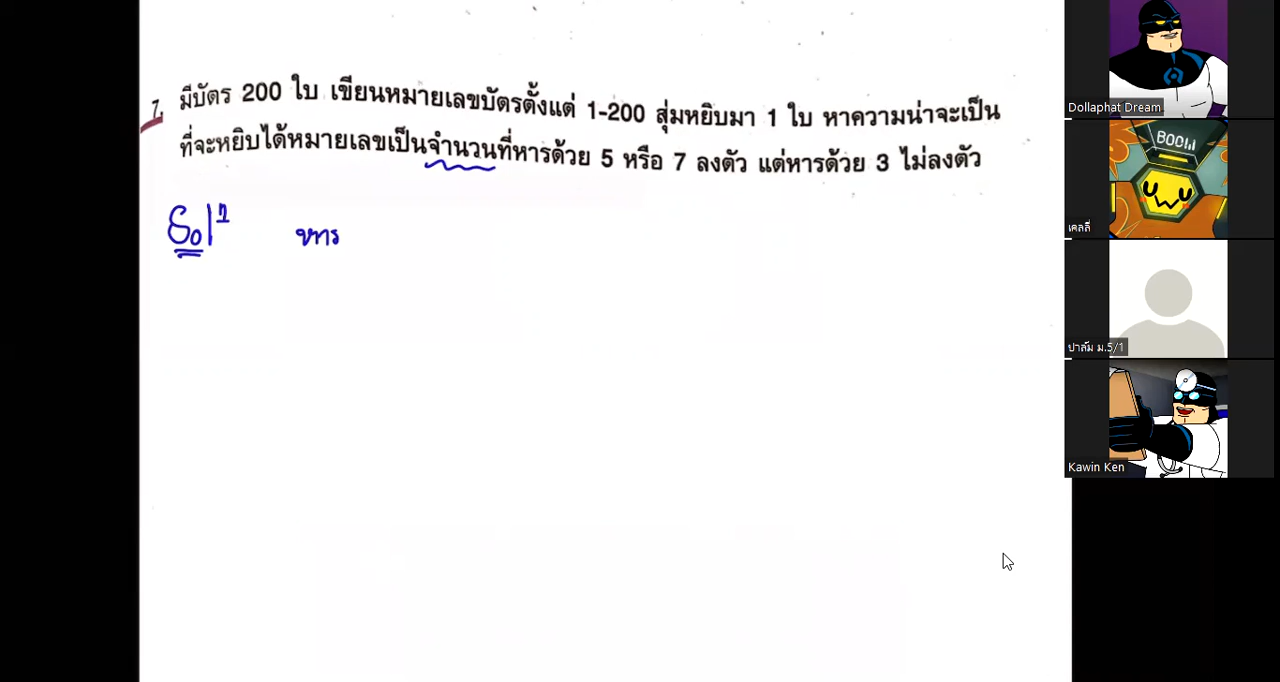 7. มีบัตร 200 ใบ เขียนหมายเลขบัตรตั้งแต่ 1-200 สุ่มหยิบมา 1 ใบ หาความน่าจะเป็น
ที่จะหยิบได้หมายเลขเป็นจำนวนที่หารด้วย 5 หรือ 7 ลงตัว แต่หารด้วย 3 ไม่ลงตัว
Solⁿ หาร
Dollaphat Dream
BOOM
เคลลี่
ปาล์ม ม.5/1
Kawin Ken